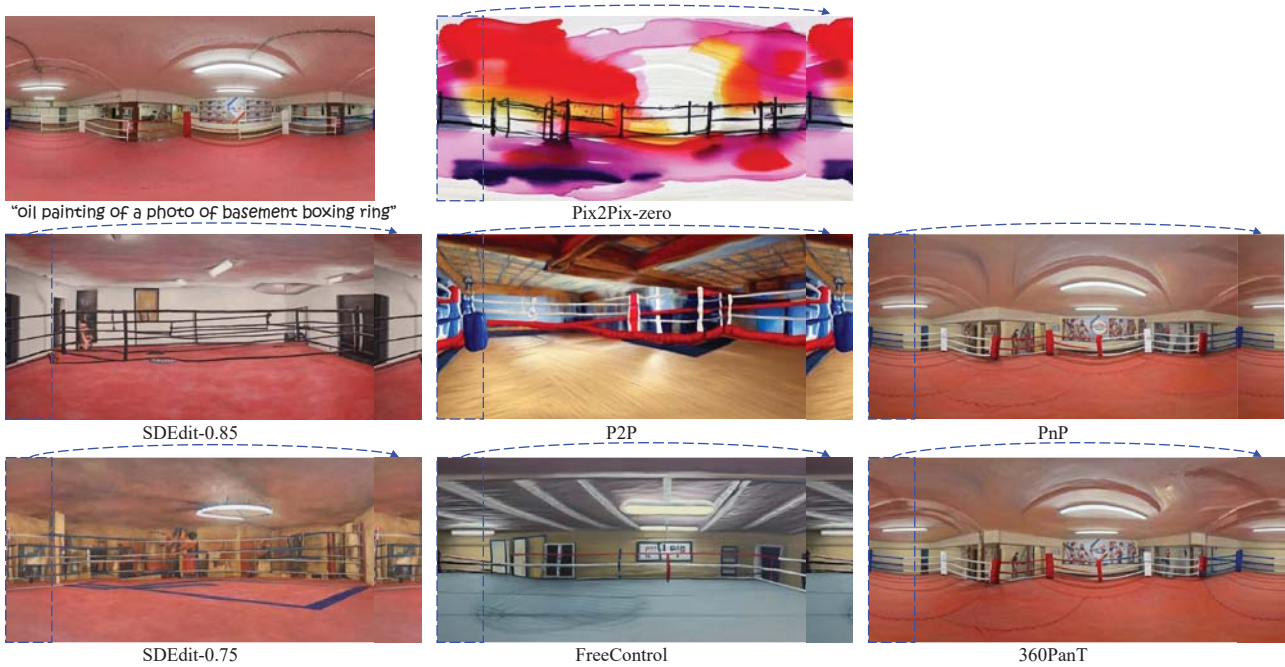 “oil painting of a photo of basement boxing ring”
Pix2Pix-zero
SDEdit-0.85
P2P
PnP
SDEdit-0.75
FreeControl
360PanT